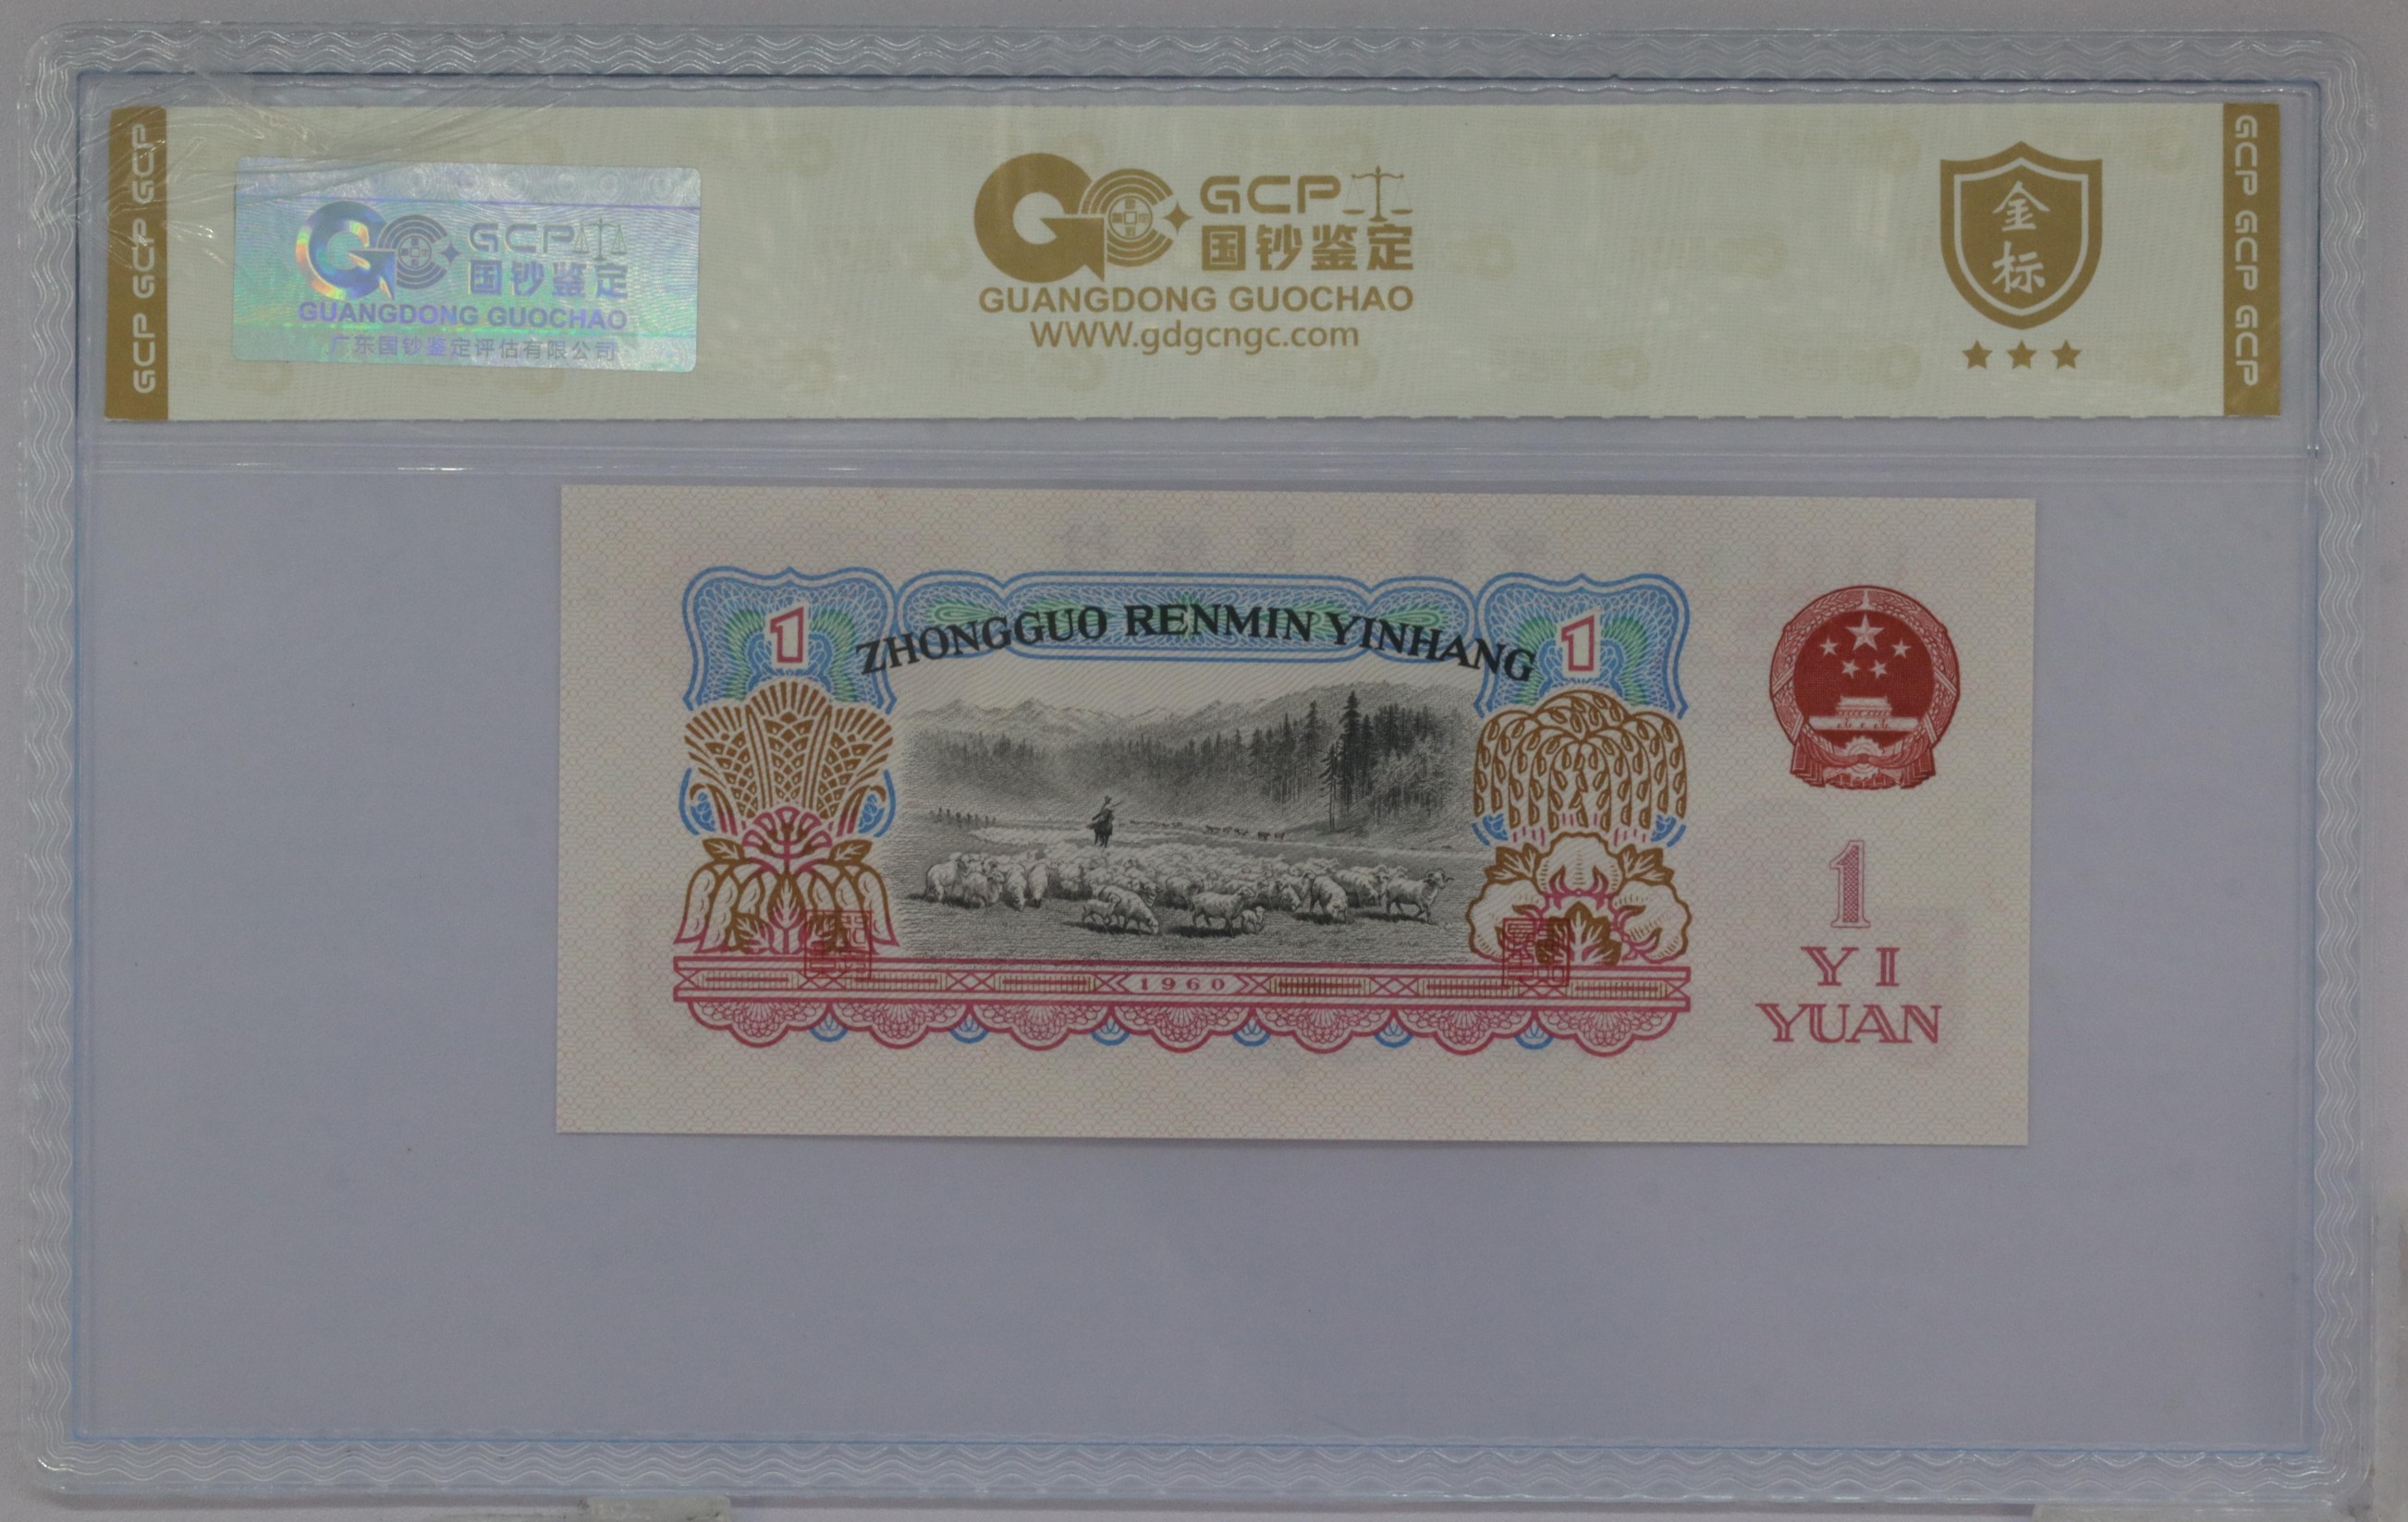 GCP GCP GCP
GCP
国钞鉴定
GUANGDONG GUOCHAO
广东国钞鉴定评估有限公司
GCP
国钞鉴定
GUANGDONG GUOCHAO
WWW.gdgcngc.com
金
标
GCP GCP GCP
1
ZHONGGUO RENMIN YINHANG
1
1960
1
YI
YUAN